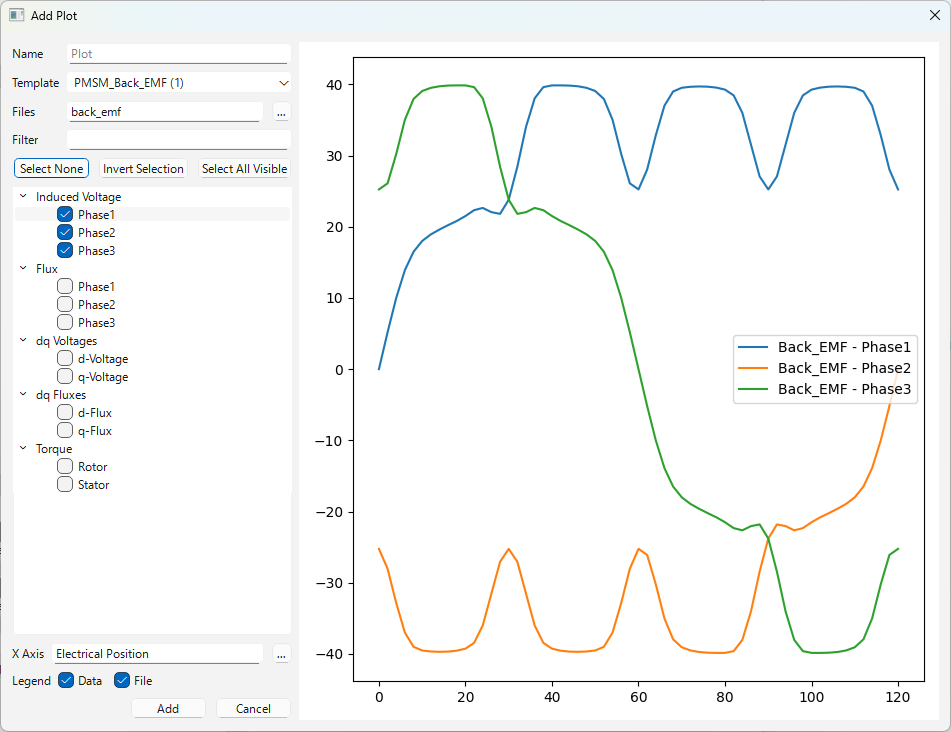 Add Plot
Name Plot
Template PMSM_Back_EMF (1)
Files back_emf ...
Filter
Select None Invert Selection Select All Visible
Induced Voltage
Phase1
Phase2
Phase3
Flux
Phase1
Phase2
Phase3
dq Voltages
d-Voltage
q-Voltage
dq Fluxes
d-Flux
q-Flux
Torque
Rotor
Stator
X Axis Electrical Position ...
Legend Data File
Add Cancel
40
30
20
10
0
−10
−20
−30
−40
0 20 40 60 80 100 120
Back_EMF - Phase1
Back_EMF - Phase2
Back_EMF - Phase3